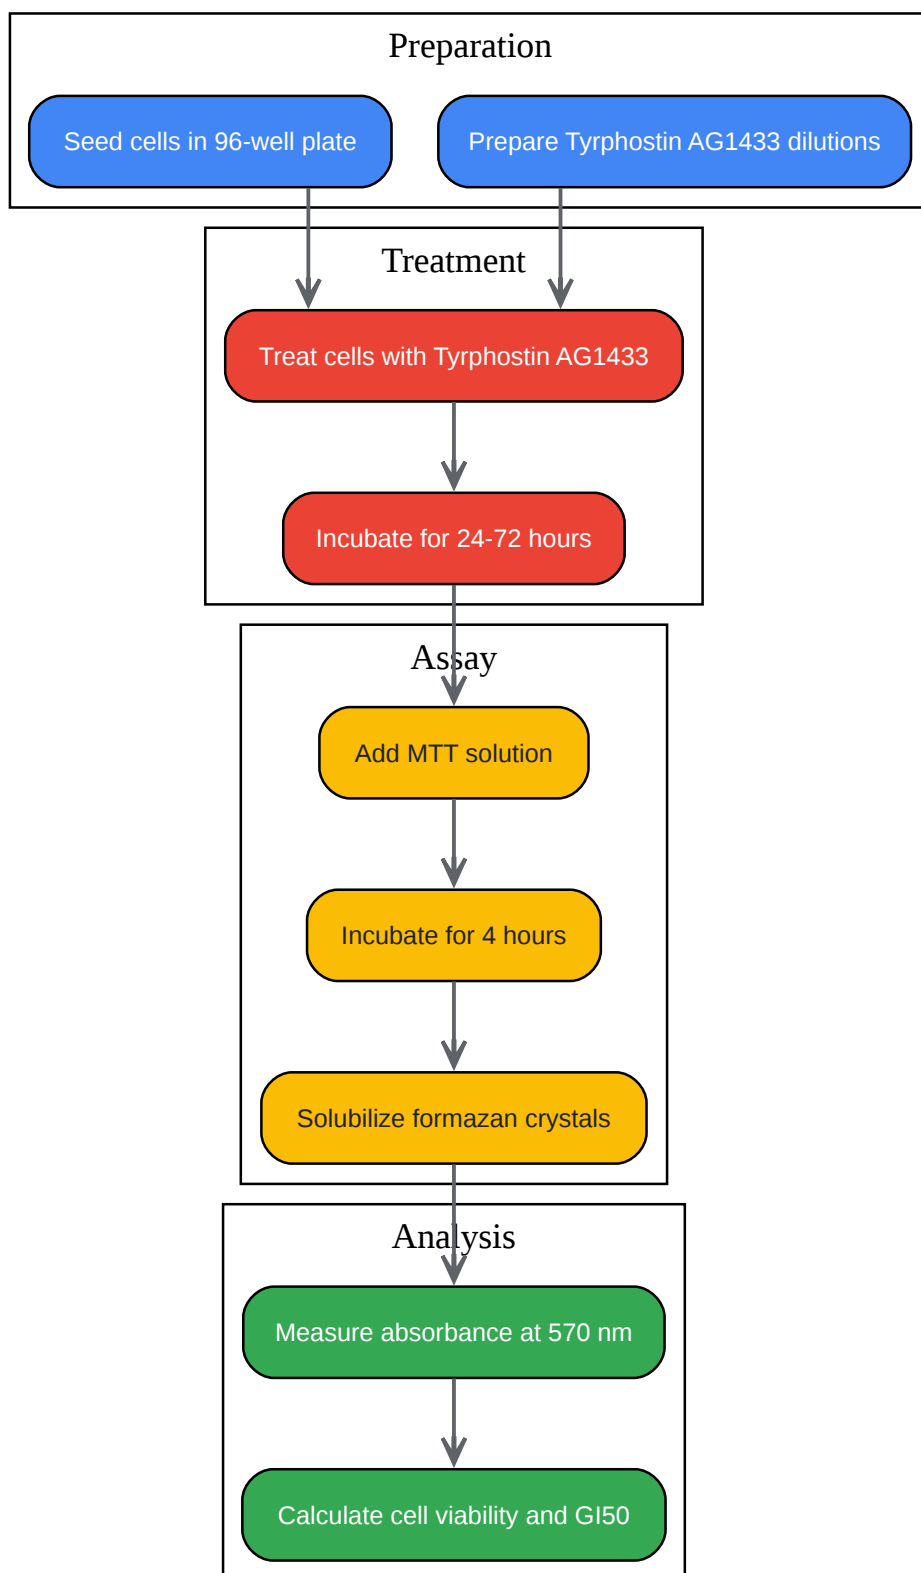 Preparation
Seed cells in 96-well plate
Prepare Tyrphostin AG1433 dilutions
Treatment
Treat cells with Tyrphostin AG1433
Incubate for 24-72 hours
Assay
Add MTT solution
Incubate for 4 hours
Solubilize formazan crystals
Analysis
Measure absorbance at 570 nm
Calculate cell viability and GI50